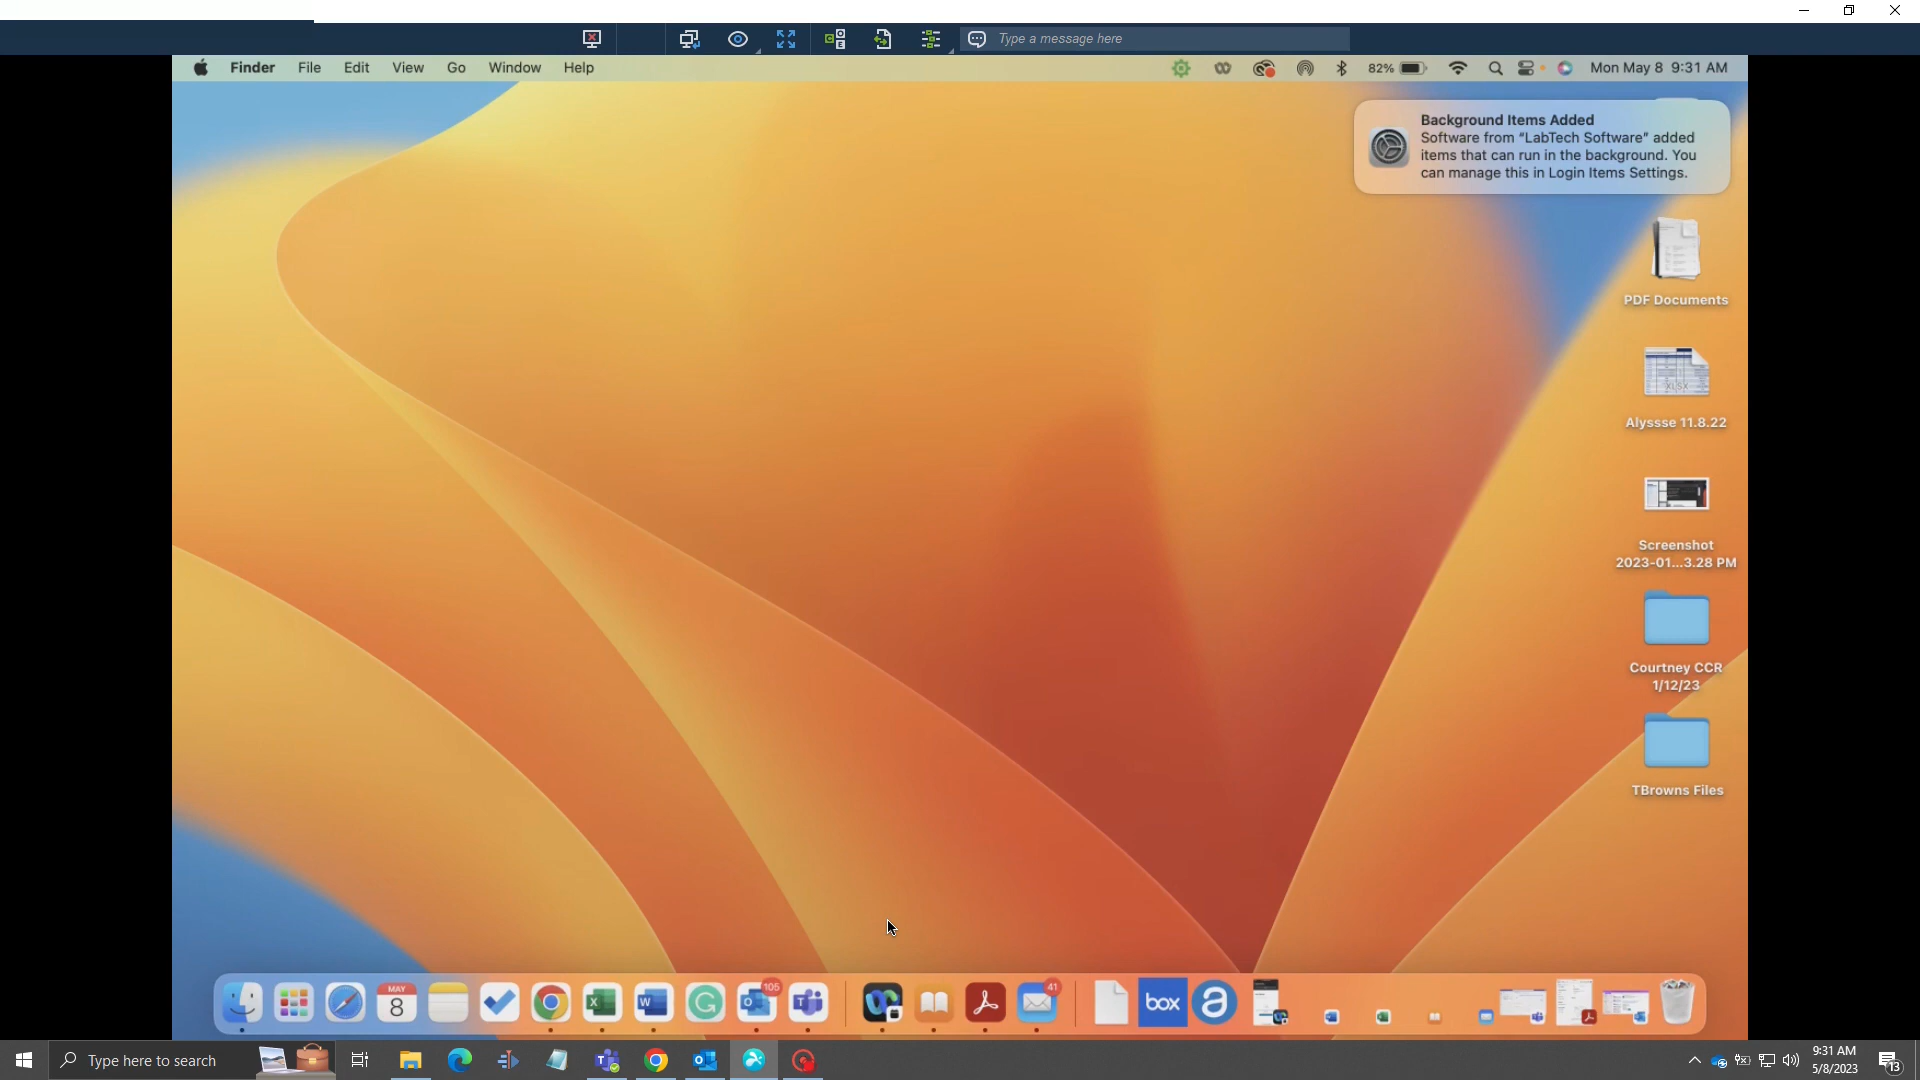 Type a message here
Finder File Edit View Go Window Help
82% Mon May 8 9:31 AM
Background Items Added
Software from “LabTech Software” added
items that can run in the background. You
can manage this in Login Items Settings.
PDF Documents
XLSX
Alyssse 11.8.22
Screenshot
2023-01...3.28 PM
Courtney CCR
1/12/23
TBrowns Files
MAY
8
105
41
box
Type here to search
9:31 AM
5/8/2023
13